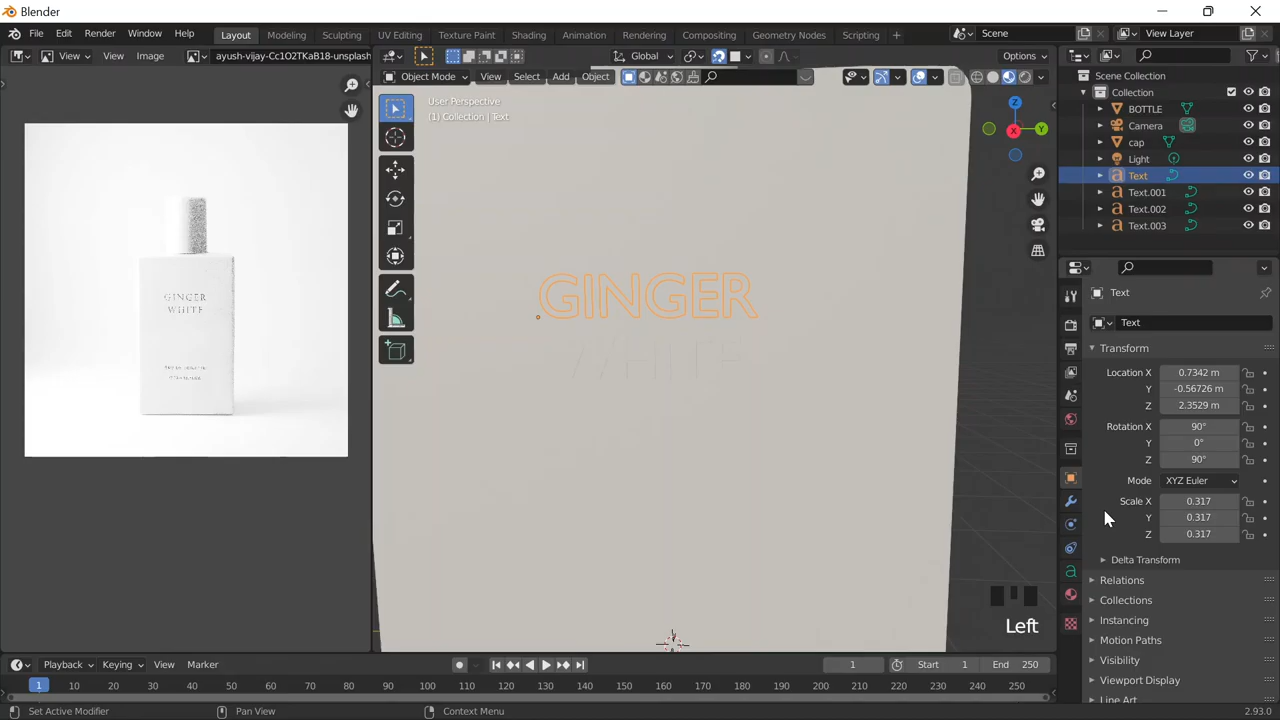 Blender
File Edit Render Window Help
Layout Modeling Sculpting UV Editing Texture Paint Shading Animation Rendering Compositing Geometry Nodes Scripting +
Scene
View Layer
View Image
ayush-vijay-Cc1O2TKaB18-unsplash
Global
Options
Object Mode
View Select Add Object
User Perspective
(1) Collection | Text
Scene Collection
Collection
BOTTLE
Camera
cap
Light
Text
Text.001
Text.002
Text.003
Z
Y
X
GINGER
WHITE
GINGER
WHITE
Text
Text
Transform
Location X 0.7342 m
Y -0.56726 m
Z 2.3529 m
Rotation X 90°
Y 0°
Z 90°
Mode XYZ Euler
Scale X 0.317
Y 0.317
Z 0.317
Delta Transform
Relations
Collections
Instancing
Motion Paths
Visibility
Viewport Display
Line Art
Left
Playback Keying View Marker
1
Start 1
End 250
1 10 20 30 40 50 60 70 80 90 100 110 120 130 140 150 160 170 180 190 200 210 220 230 240 250
Set Active Modifier
Pan View
Context Menu
2.93.0